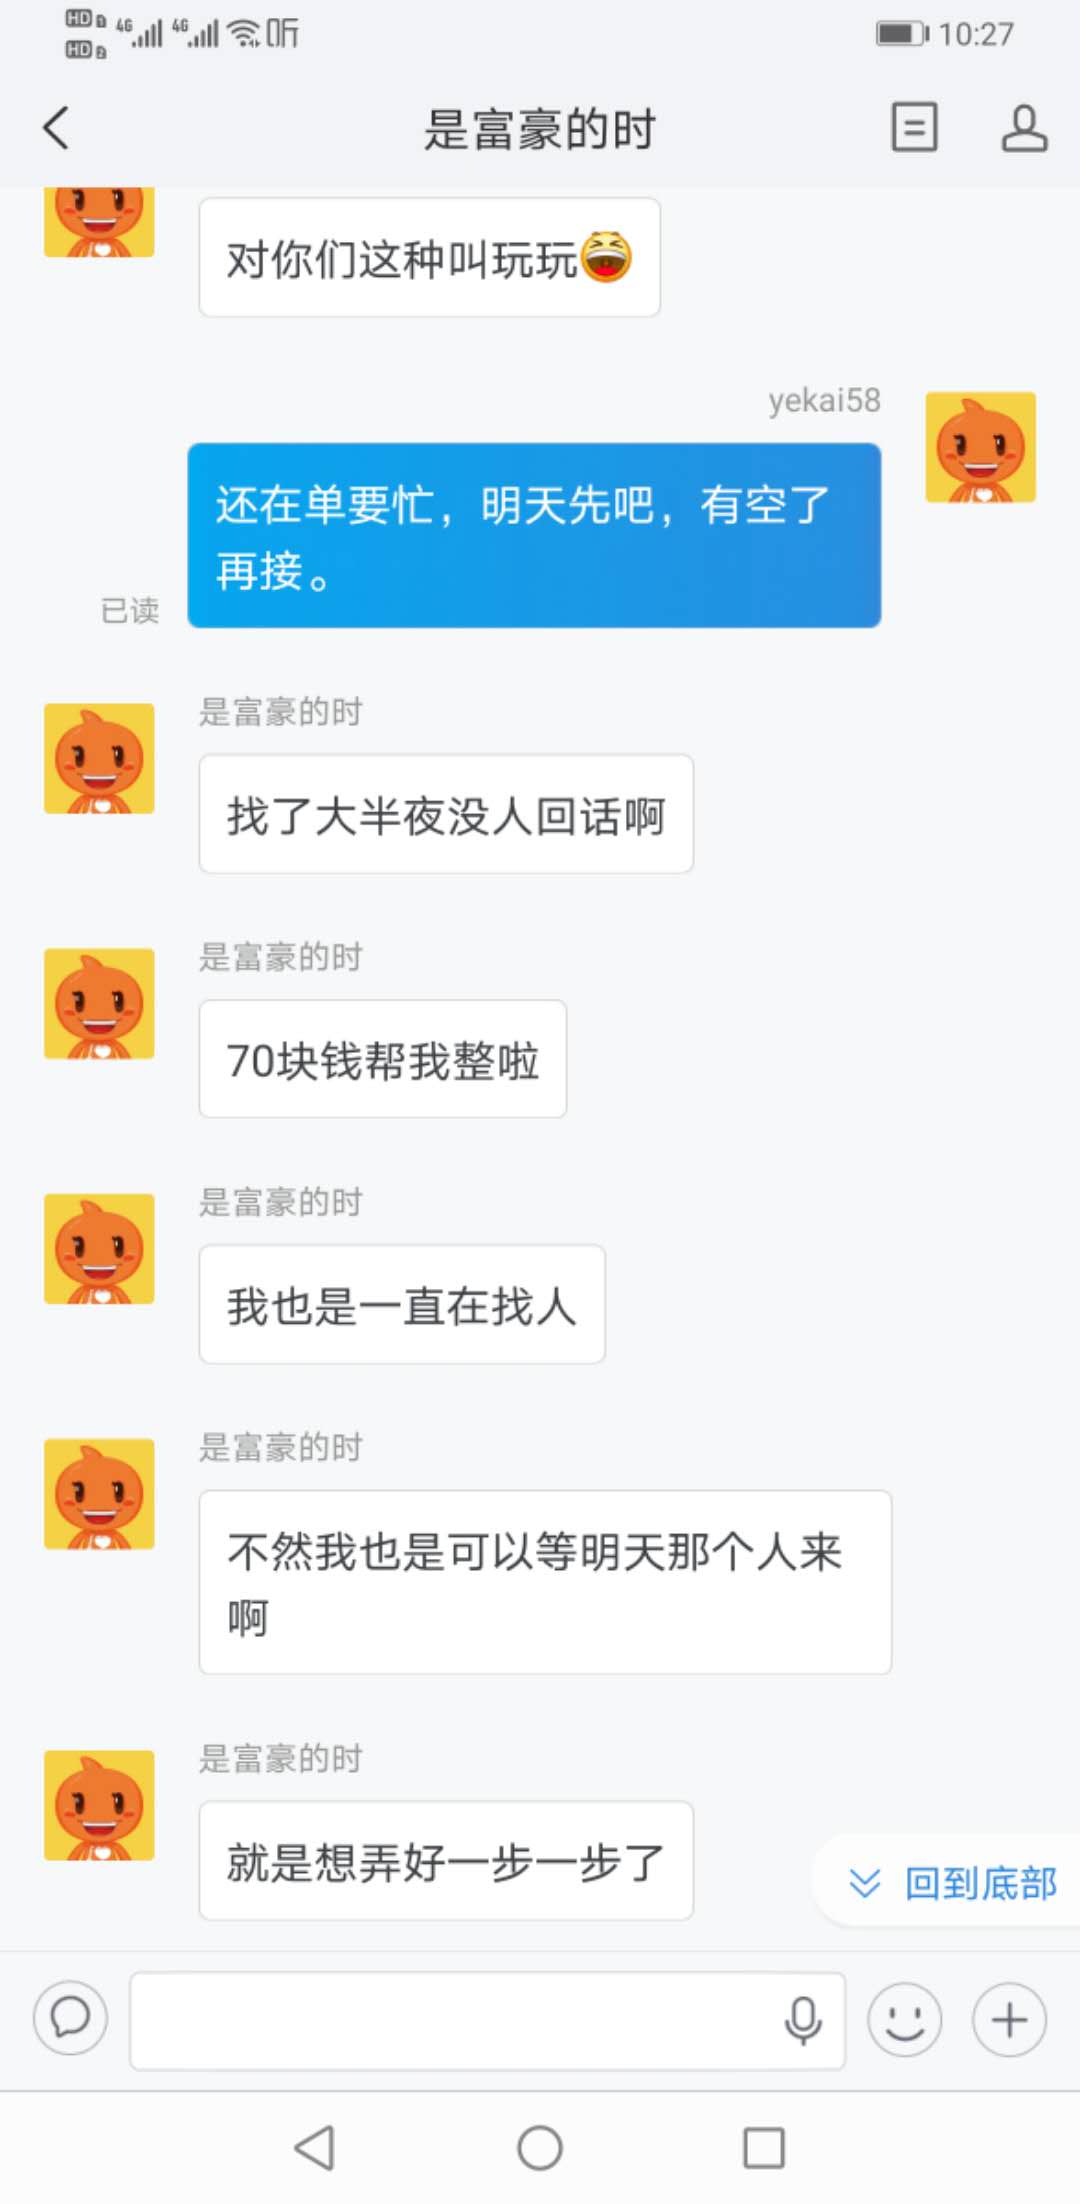 HD 1 4G 4G 听 10:27
HD 2
是富豪的时
对你们这种叫玩玩
yekai58
还在单要忙，明天先吧，有空了
再接。
已读
是富豪的时
找了大半夜没人回话啊
是富豪的时
70块钱帮我整啦
是富豪的时
我也是一直在找人
是富豪的时
不然我也是可以等明天那个人来
啊
是富豪的时
就是想弄好一步一步了
回到底部